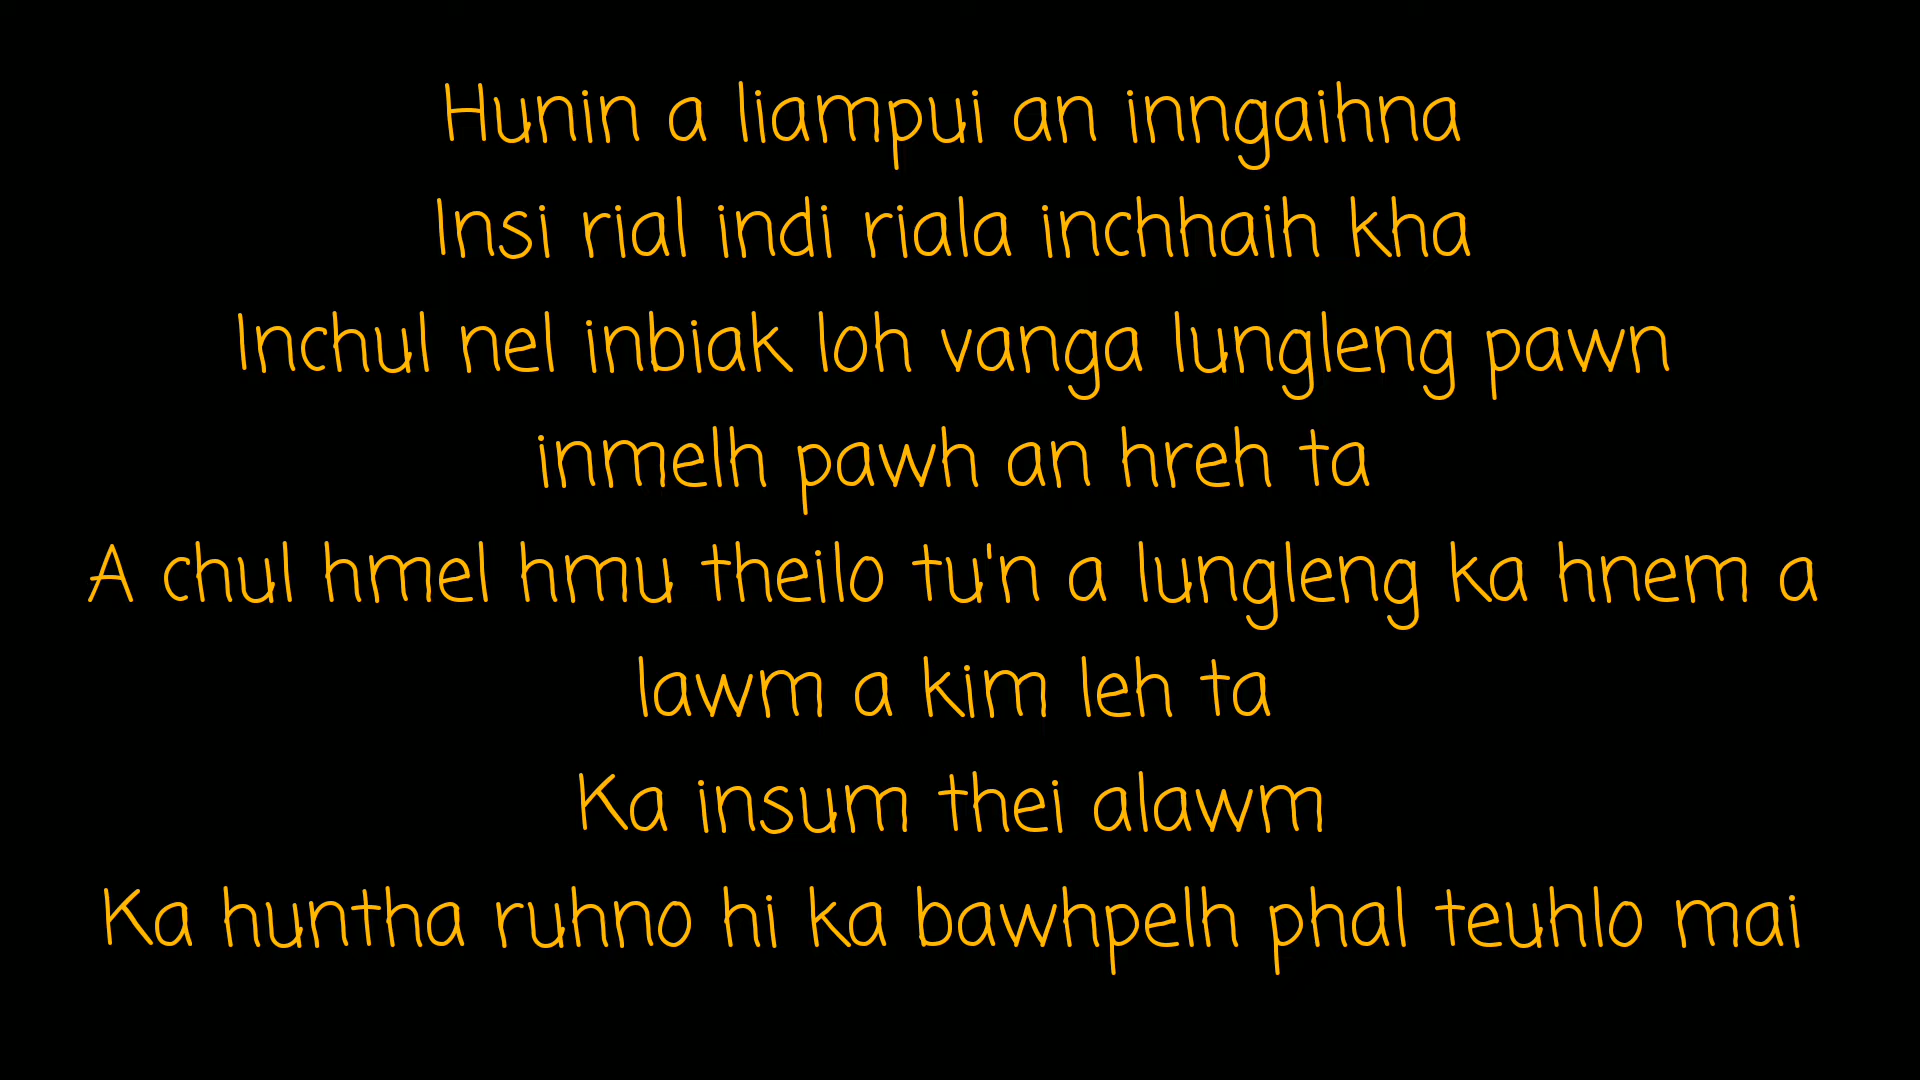 Hunin a liampui an inngaihna
Insi rial indi riala inchhaih kha
Inchul nel inbiak loh vanga lungleng pawn
inmelh pawh an hreh ta
A chul hmel hmu theilo tu'n a lungleng ka hnem a
lawm a kim leh ta
Ka insum thei alawm
Ka huntha ruhno hi ka bawhpelh phal teuhlo mai